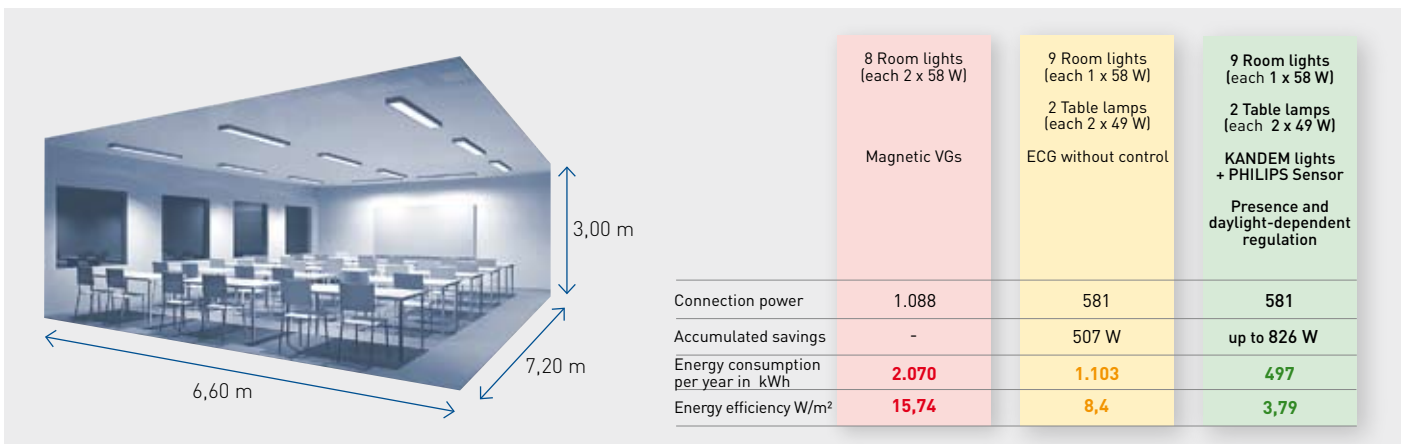 3,00 m
7,20 m
6,60 m
8 Room lights
(each 2 x 58 W)
Magnetic VGs
9 Room lights
(each 1 x 58 W)
2 Table lamps
(each 2 x 49 W)
ECG without control
9 Room lights
(each 1 x 58 W)
2 Table lamps
(each 2 x 49 W)
KANDEM lights
+ PHILIPS Sensor
Presence and
daylight-dependent
regulation
Connection power 1.088 581 581
Accumulated savings - 507 W up to 826 W
Energy consumption
per year in kWh 2.070 1.103 497
Energy efficiency W/m² 15,74 8,4 3,79